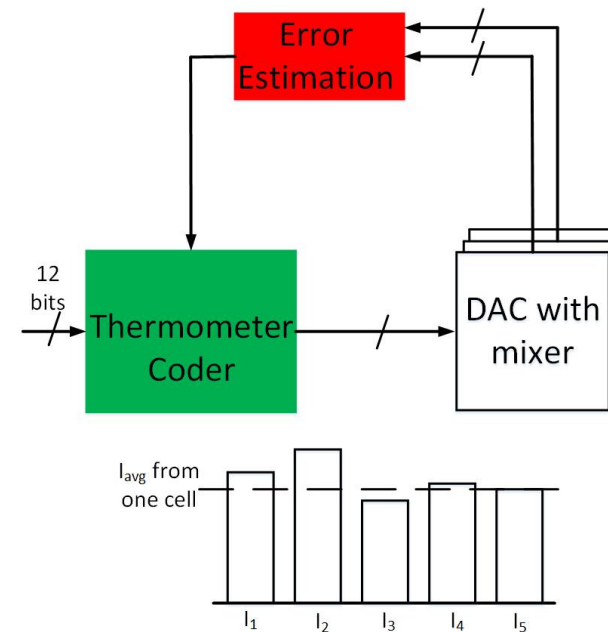 Error
Estimation
12
bits
Thermometer
Coder
DAC with
mixer
Iavg from
one cell
I1 I2 I3 I4 I5